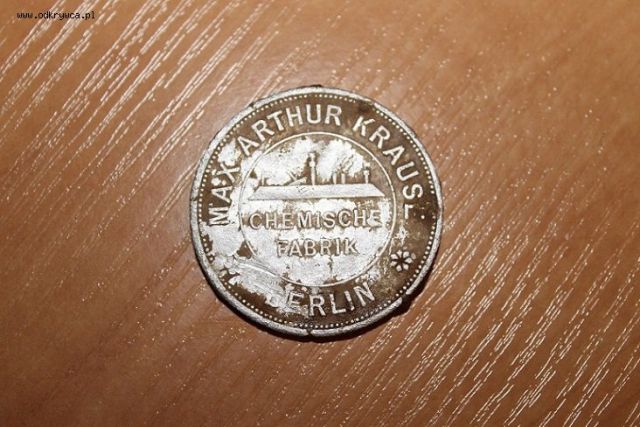 www.odkrywca.pl
MAX ARTHUR KRAUSE
CHEMISCHE
FABRIK
BERLIN